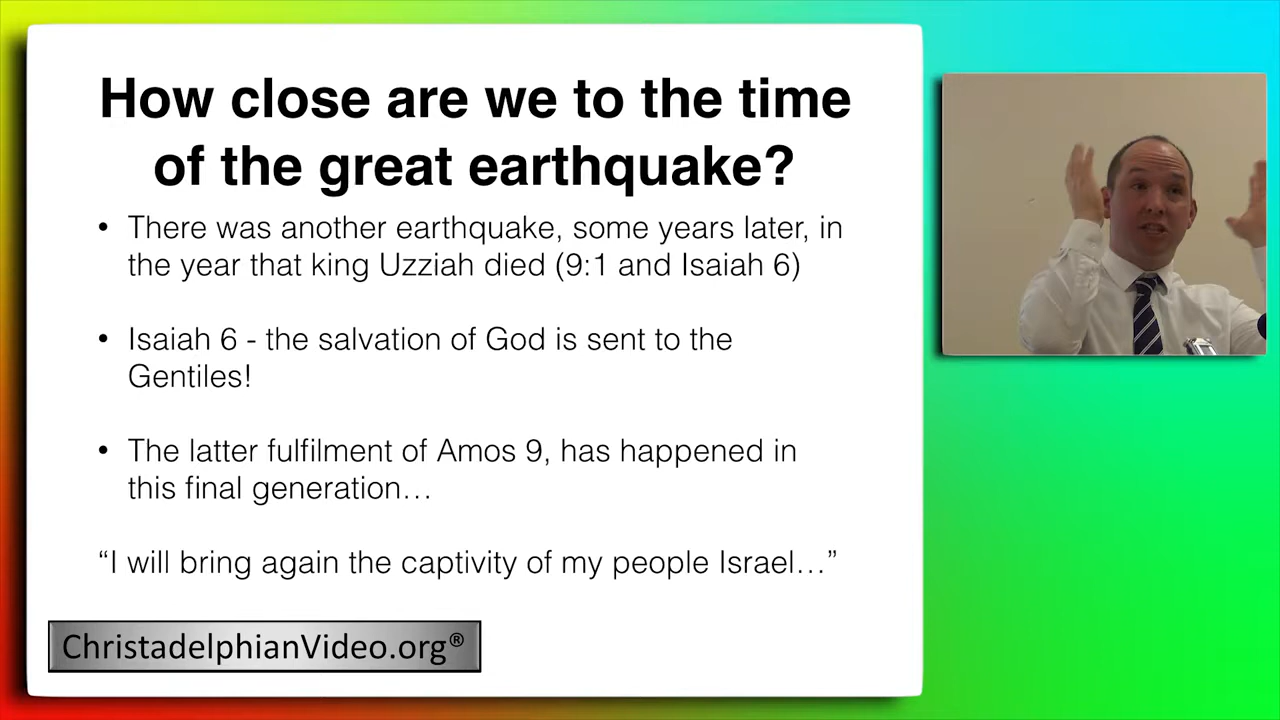 How close are we to the time
of the great earthquake?
• There was another earthquake, some years later, in
the year that king Uzziah died (9:1 and Isaiah 6)
• Isaiah 6 - the salvation of God is sent to the
Gentiles!
• The latter fulfilment of Amos 9, has happened in
this final generation…
“I will bring again the captivity of my people Israel…”
ChristadelphianVideo.org®